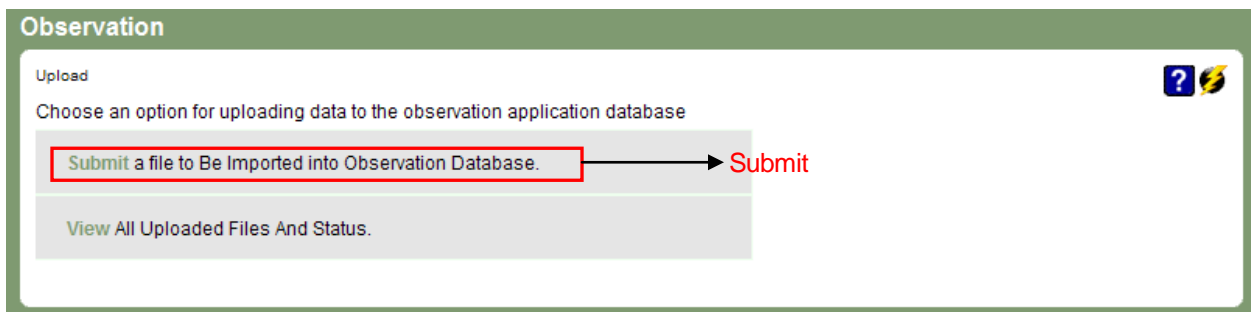 Observation
Upload
?
Choose an option for uploading data to the observation application database
Submit a file to Be Imported into Observation Database.
Submit
View All Uploaded Files And Status.